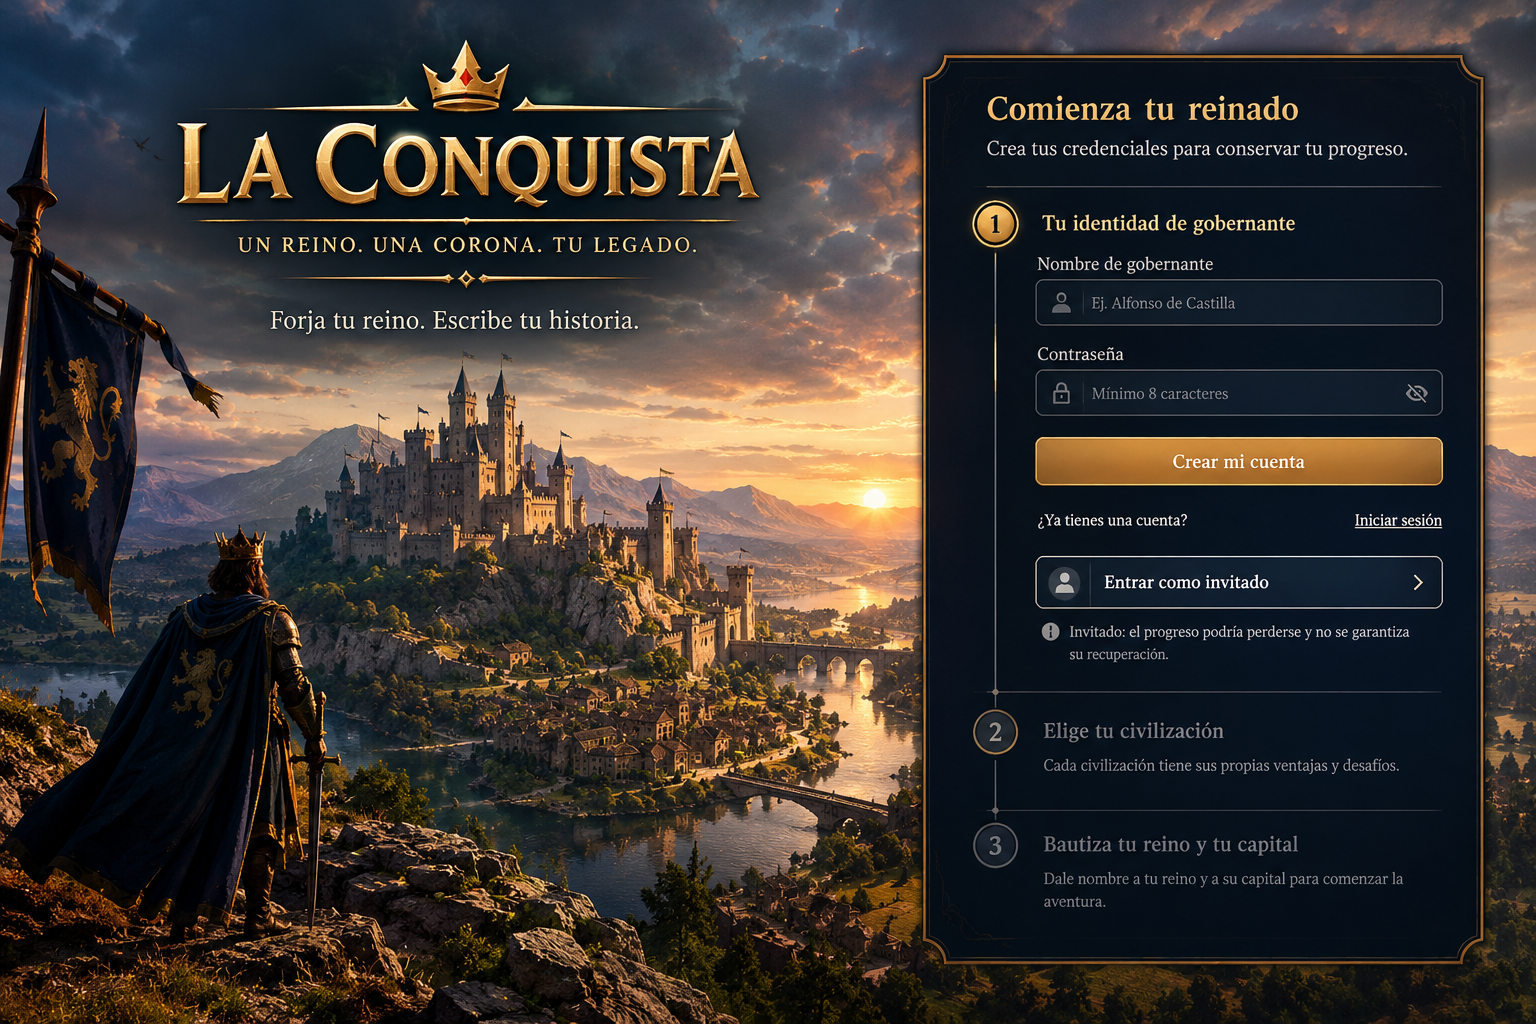 LA CONQUISTA
UN REINO. UNA CORONA. TU LEGADO.
Forja tu reino. Escribe tu historia.
Comienza tu reinado
Crea tus credenciales para conservar tu progreso.
1
Tu identidad de gobernante
Nombre de gobernante
Ej. Alfonso de Castilla
Contraseña
Mínimo 8 caracteres
Crear mi cuenta
¿Ya tienes una cuenta?
Iniciar sesión
Entrar como invitado
Invitado: el progreso podría perderse y no se garantiza
su recuperación.
2
Elige tu civilización
Cada civilización tiene sus propias ventajas y desafíos.
3
Bautiza tu reino y tu capital
Dale nombre a tu reino y a su capital para comenzar la
aventura.